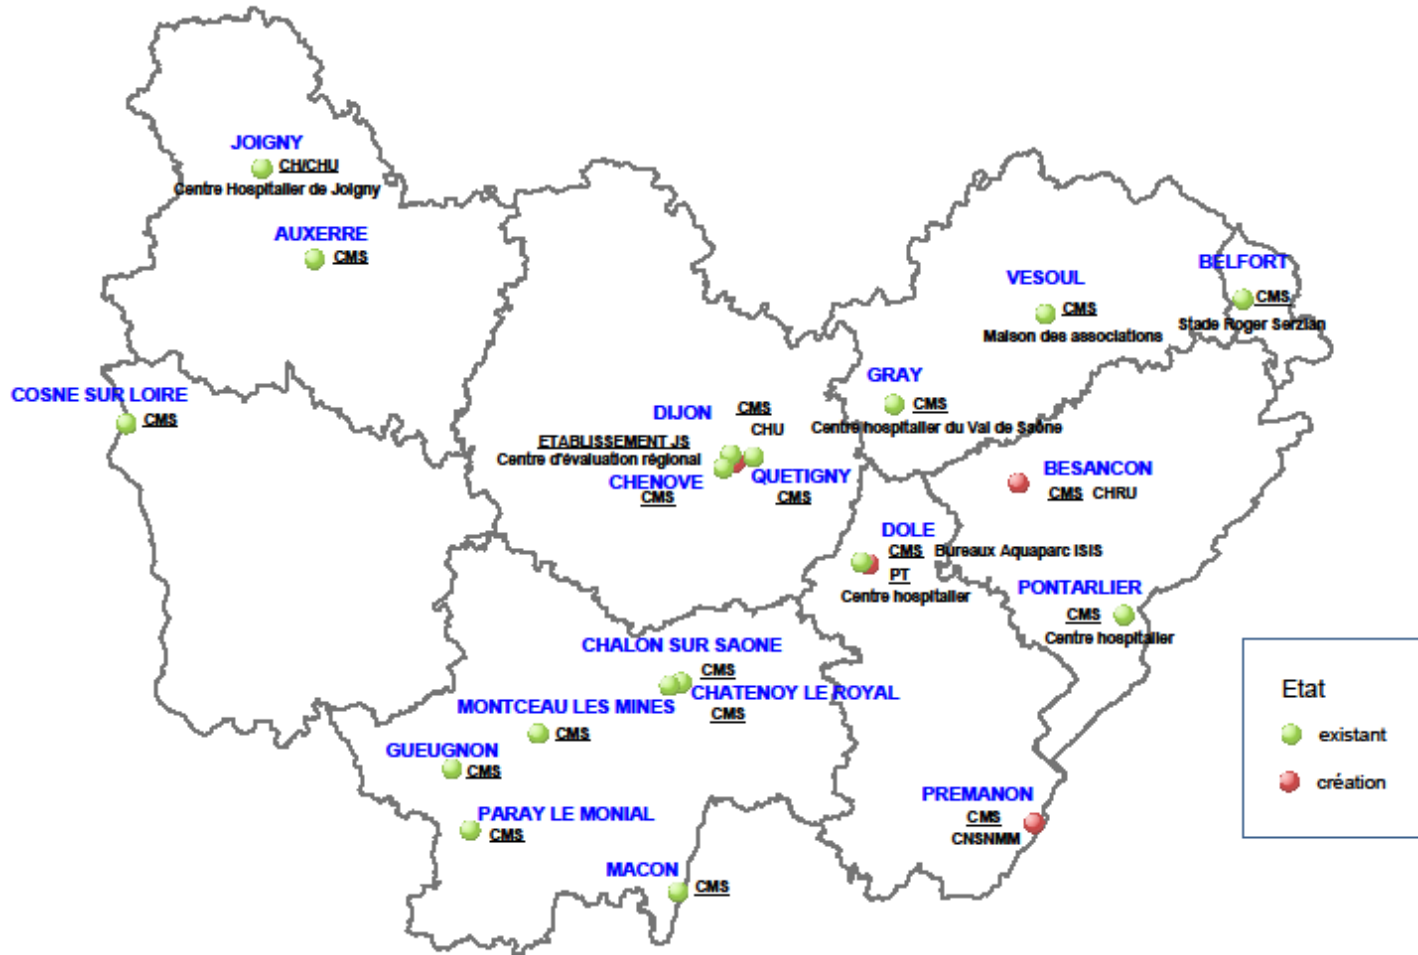 JOIGNY
CH/CHU
Centre Hospitalier de Joigny
AUXERRE
CMS
COSNE SUR LOIRE
CMS
DIJON
CMS
CHU
ETABLISSEMENT JS
Centre d'évaluation régional
CHENOVE
CMS
QUETIGNY
CMS
VESOUL
CMS
Maison des associations
BELFORT
CMS
Stade Roger Serzian
GRAY
CMS
Centre hospitalier du Val de Saône
BESANCON
CMS CHRU
DOLE
CMS Bureaux Aquaparc ISIS
PT
Centre hospitalier
PONTARLIER
CMS
Centre hospitalier
CHALON SUR SAONE
CMS
CHATENOY LE ROYAL
CMS
MONTCEAU LES MINES
CMS
GUEUGNON
CMS
PARAY LE MONIAL
CMS
MACON
CMS
PREMANON
CMS
CNSNMM
Etat
existant
création